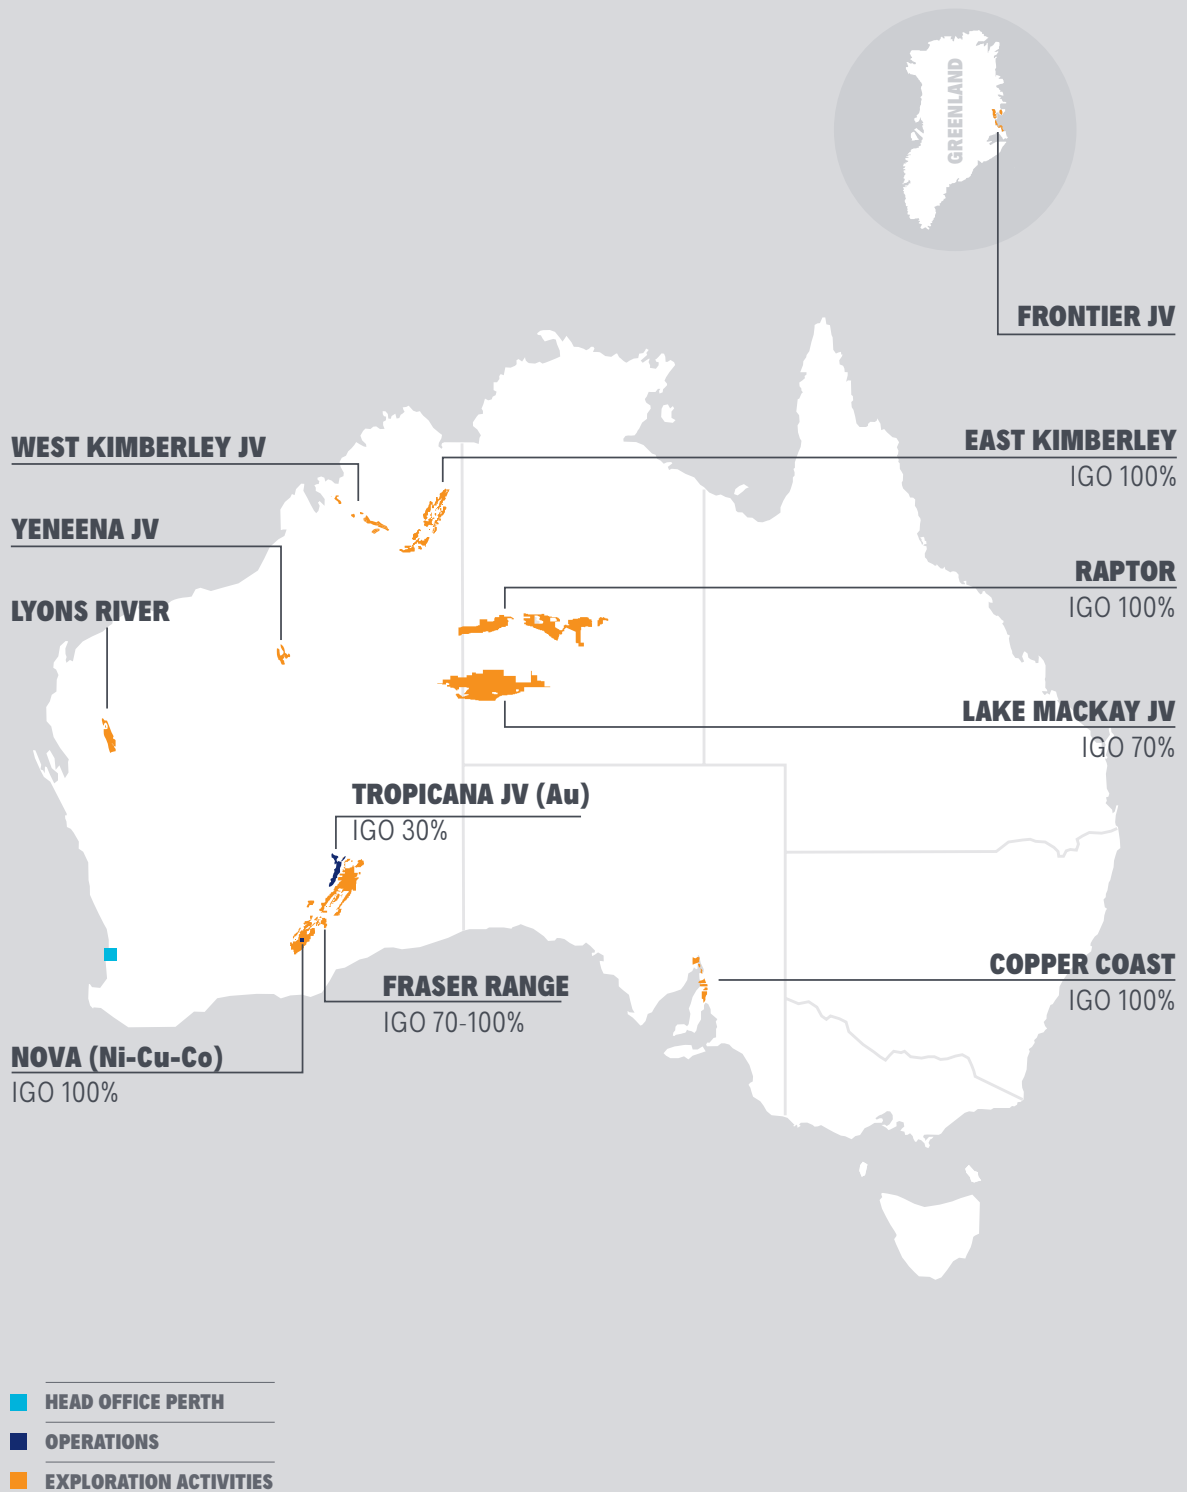 GREENLAND
FRONTIER JV
WEST KIMBERLEY JV
EAST KIMBERLEY
IGO 100%
YENEENA JV
RAPTOR
IGO 100%
LYONS RIVER
LAKE MACKAY JV
IGO 70%
TROPICANA JV (Au)
IGO 30%
COPPER COAST
IGO 100%
FRASER RANGE
IGO 70-100%
NOVA (Ni-Cu-Co)
IGO 100%
HEAD OFFICE PERTH
OPERATIONS
EXPLORATION ACTIVITIES